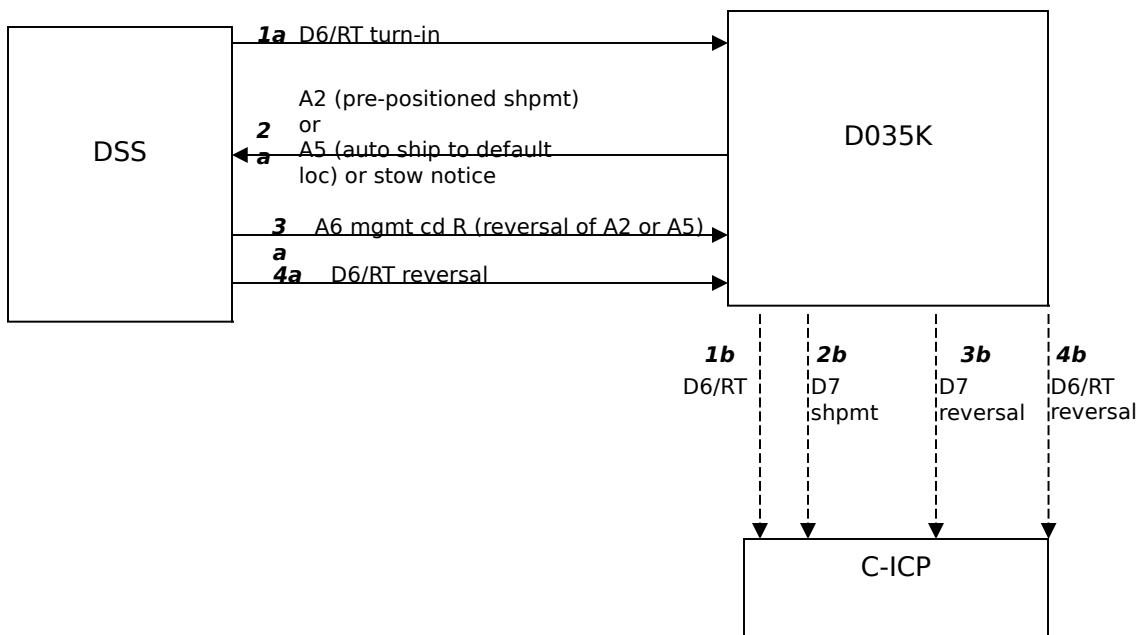 1a D6/RT turn-in
DSS
D035K
A2 (pre-positioned shpmt)
or
A5 (auto ship to default
loc) or stow notice
2
a
3
a
A6 mgmt cd R (reversal of A2 or A5)
4a D6/RT reversal
1b
D6/RT
2b
D7
shpmt
3b
D7
reversal
4b
D6/RT
reversal
C-ICP